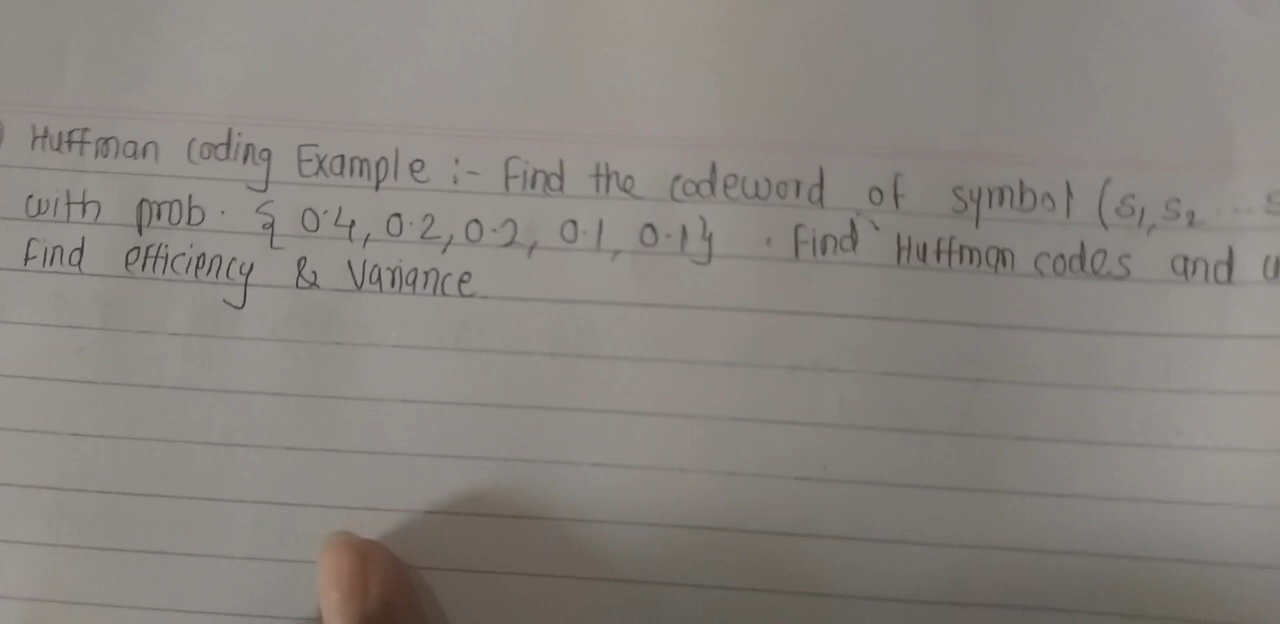 Huffman coding Example :- Find the codeword of symbol (S1, S2 ...
with prob. { 0.4, 0.2, 0.2, 0.1, 0.1} . Find Huffman codes and
Find efficiency & Variance